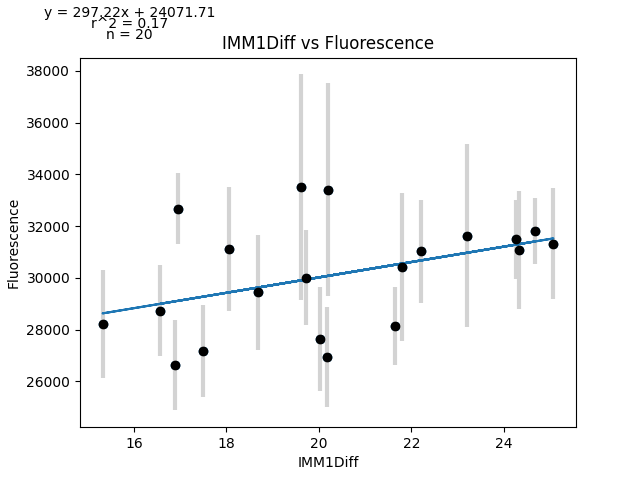 y = 297.22x + 24071.71
r^2 = 0.17
n = 20
IMM1Diff vs Fluorescence
38000
36000
34000
32000
30000
28000
26000
Fluorescence
16 18 20 22 24
IMM1Diff